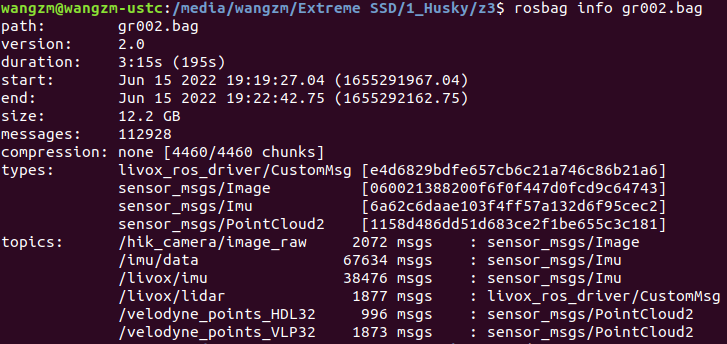 wangzm@wangzm-ustc:/media/wangzm/Extreme SSD/1_Husky/z3$ rosbag info gr002.bag
path: gr002.bag
version: 2.0
duration: 3:15s (195s)
start: Jun 15 2022 19:19:27.04 (1655291967.04)
end: Jun 15 2022 19:22:42.75 (1655292162.75)
size: 12.2 GB
messages: 112928
compression: none [4460/4460 chunks]
types: livox_ros_driver/CustomMsg [e4d6829bdfe657cb6c21a746c86b21a6]
sensor_msgs/Image [060021388200f6f0f447d0fcd9c64743]
sensor_msgs/Imu [6a62c6daae103f4ff57a132d6f95cec2]
sensor_msgs/PointCloud2 [1158d486dd51d683ce2f1be655c3c181]
topics: /hik_camera/image_raw 2072 msgs : sensor_msgs/Image
/imu/data 67634 msgs : sensor_msgs/Imu
/livox/imu 38476 msgs : sensor_msgs/Imu
/livox/lidar 1877 msgs : livox_ros_driver/CustomMsg
/velodyne_points_HDL32 996 msgs : sensor_msgs/PointCloud2
/velodyne_points_VLP32 1873 msgs : sensor_msgs/PointCloud2